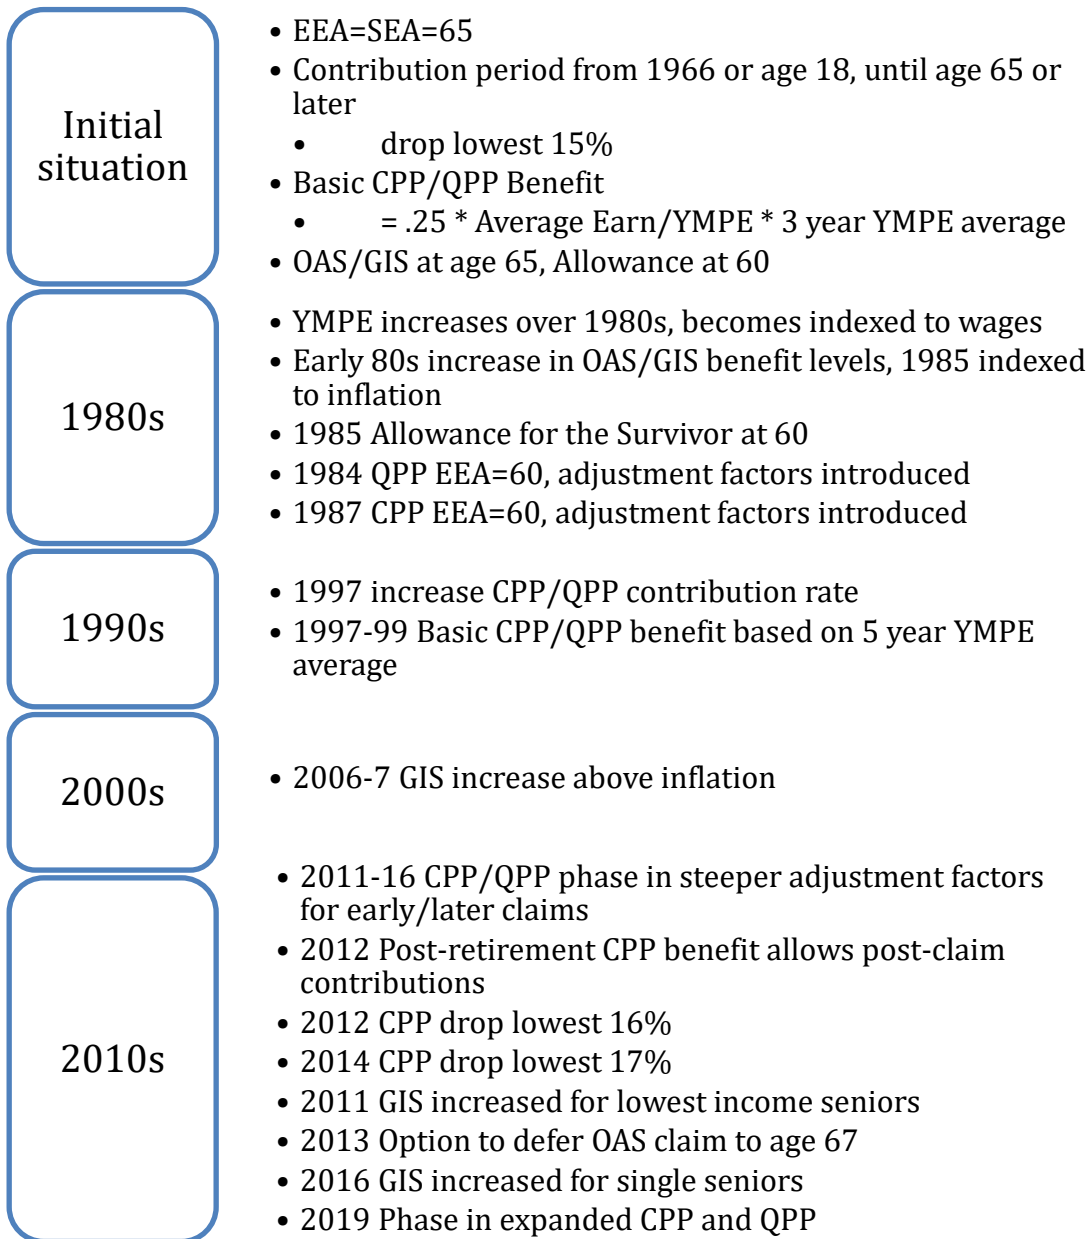 Initial
situation
• EEA=SEA=65
• Contribution period from 1966 or age 18, until age 65 or
later
• drop lowest 15%
• Basic CPP/QPP Benefit
• = .25 * Average Earn/YMPE * 3 year YMPE average
• OAS/GIS at age 65, Allowance at 60
1980s
• YMPE increases over 1980s, becomes indexed to wages
• Early 80s increase in OAS/GIS benefit levels, 1985 indexed
to inflation
• 1985 Allowance for the Survivor at 60
• 1984 QPP EEA=60, adjustment factors introduced
• 1987 CPP EEA=60, adjustment factors introduced
1990s
• 1997 increase CPP/QPP contribution rate
• 1997-99 Basic CPP/QPP benefit based on 5 year YMPE
average
2000s
• 2006-7 GIS increase above inflation
2010s
• 2011-16 CPP/QPP phase in steeper adjustment factors
for early/later claims
• 2012 Post-retirement CPP benefit allows post-claim
contributions
• 2012 CPP drop lowest 16%
• 2014 CPP drop lowest 17%
• 2011 GIS increased for lowest income seniors
• 2013 Option to defer OAS claim to age 67
• 2016 GIS increased for single seniors
• 2019 Phase in expanded CPP and QPP